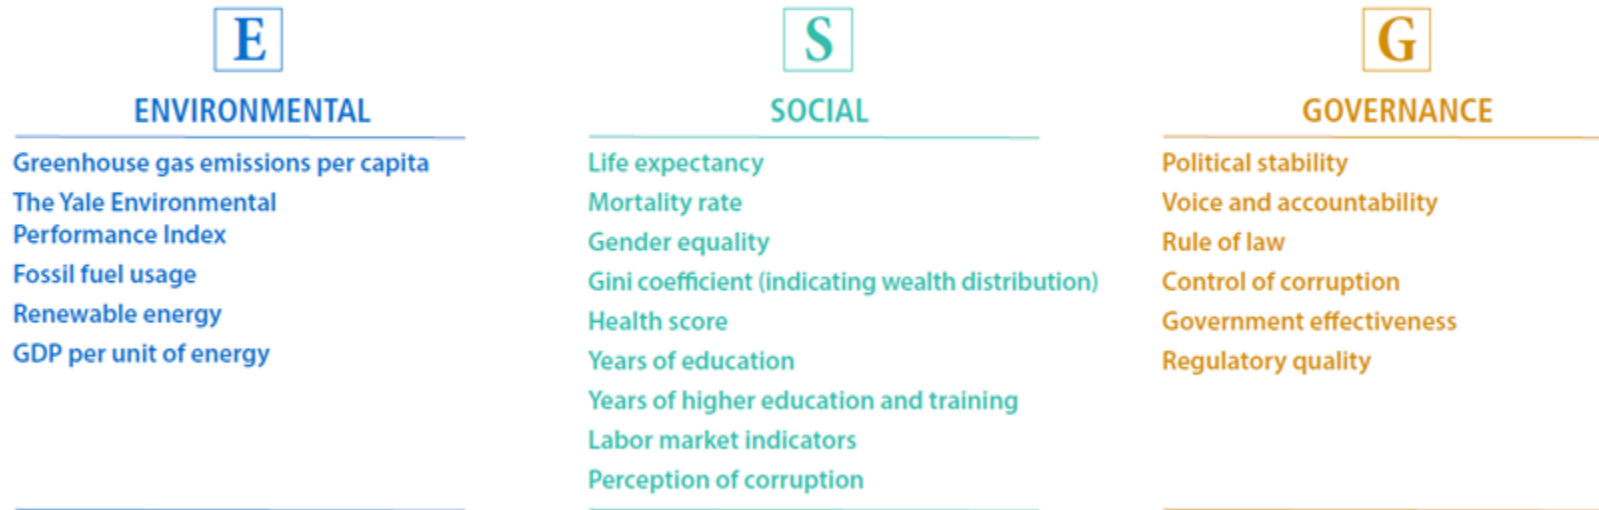 E
ENVIRONMENTAL
Greenhouse gas emissions per capita
The Yale Environmental
Performance Index
Fossil fuel usage
Renewable energy
GDP per unit of energy
S
SOCIAL
Life expectancy
Mortality rate
Gender equality
Gini coefficient (indicating wealth distribution)
Health score
Years of education
Years of higher education and training
Labor market indicators
Perception of corruption
G
GOVERNANCE
Political stability
Voice and accountability
Rule of law
Control of corruption
Government effectiveness
Regulatory quality